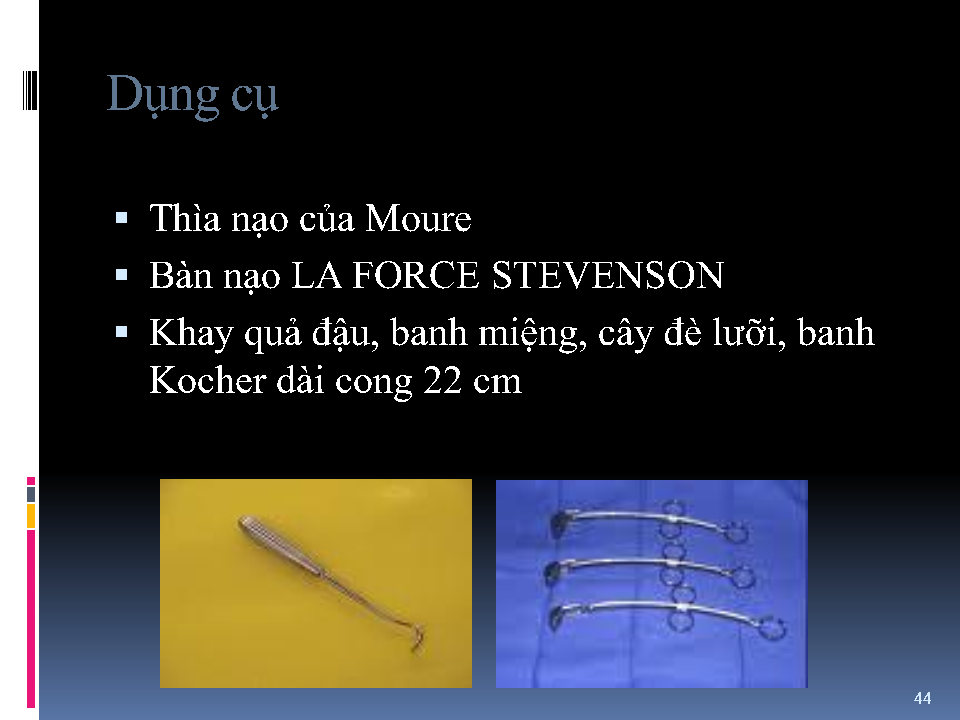 Dụng cụ
Thìa nạo của Moure
Bàn nạo LA FORCE STEVENSON
Khay quả đậu, banh miệng, cây đè lưỡi, banh
Kocher dài cong 22 cm
44